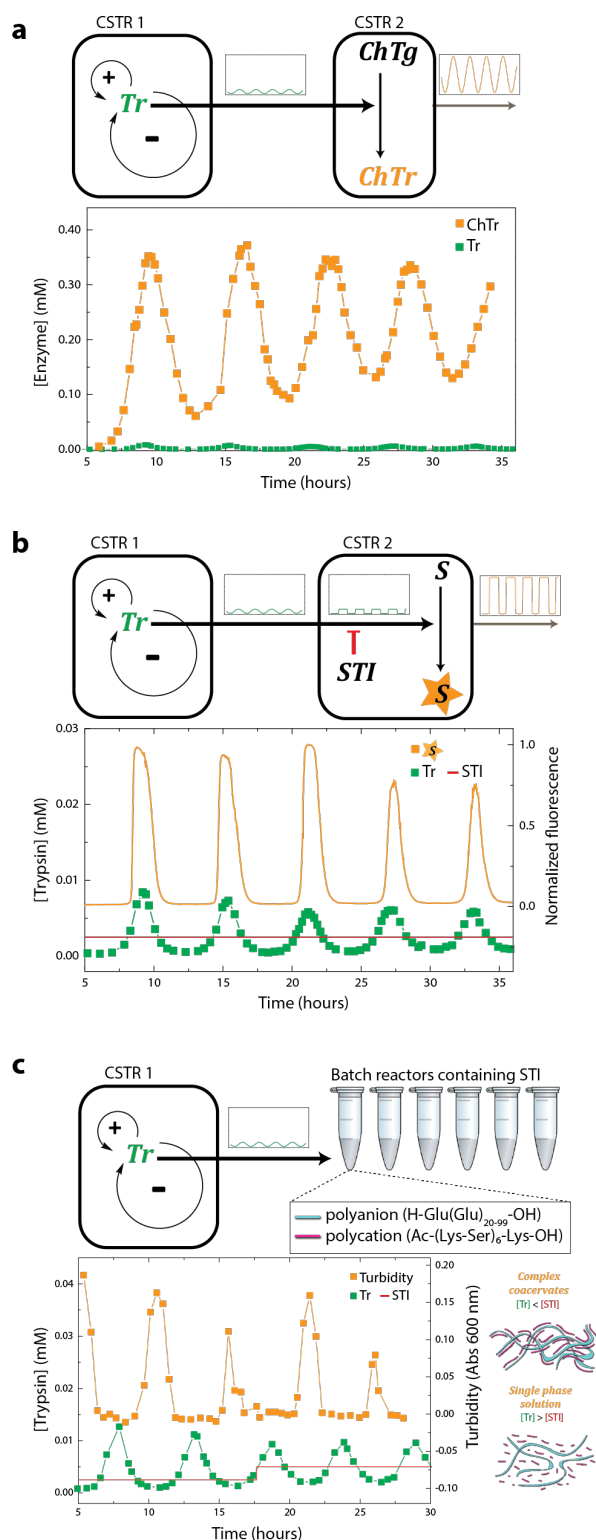 a
CSTR 1
CSTR 2
+
Tr
-
ChTg
ChTr
ChTr
Tr
[Enzyme] (mM)
0.40
0.30
0.20
0.10
0.00
5 10 15 20 25 30 35
Time (hours)
b
CSTR 1
CSTR 2
+
Tr
-
STI
S
S
S
Tr STI
[Trypsin] (mM)
0.03
0.02
0.01
0.00
Normalized fluorescence
1.0
0.5
0.0
5 10 15 20 25 30 35
Time (hours)
c
CSTR 1
+
Tr
-
Batch reactors containing STI
polyanion (H-Glu(Glu)20-99-OH)
polycation (Ac-(Lys-Ser)6-Lys-OH)
Turbidity
Tr STI
[Trypsin] (mM)
0.04
0.03
0.02
0.01
0.00
Turbidity (Abs 600 nm)
0.20
0.15
0.10
0.05
0.00
-0.05
-0.10
5 10 15 20 25 30
Time (hours)
Complex
coacervates
[Tr] < [STI]
Single phase
solution
[Tr] > [STI]